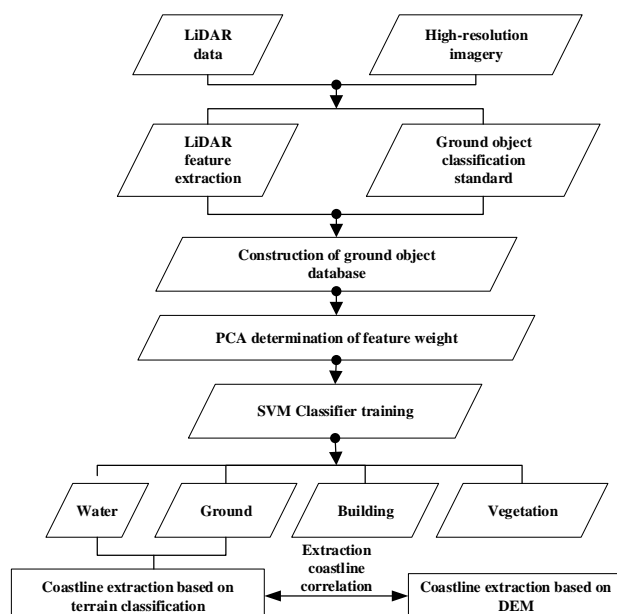 LiDAR
data
High-resolution
imagery
LiDAR
feature
extraction
Ground object
classification
standard
Construction of ground object
database
PCA determination of feature weight
SVM Classifier training
Water
Ground
Building
Vegetation
Extraction
coastline
correlation
Coastline extraction based on
terrain classification
Coastline extraction based on
DEM